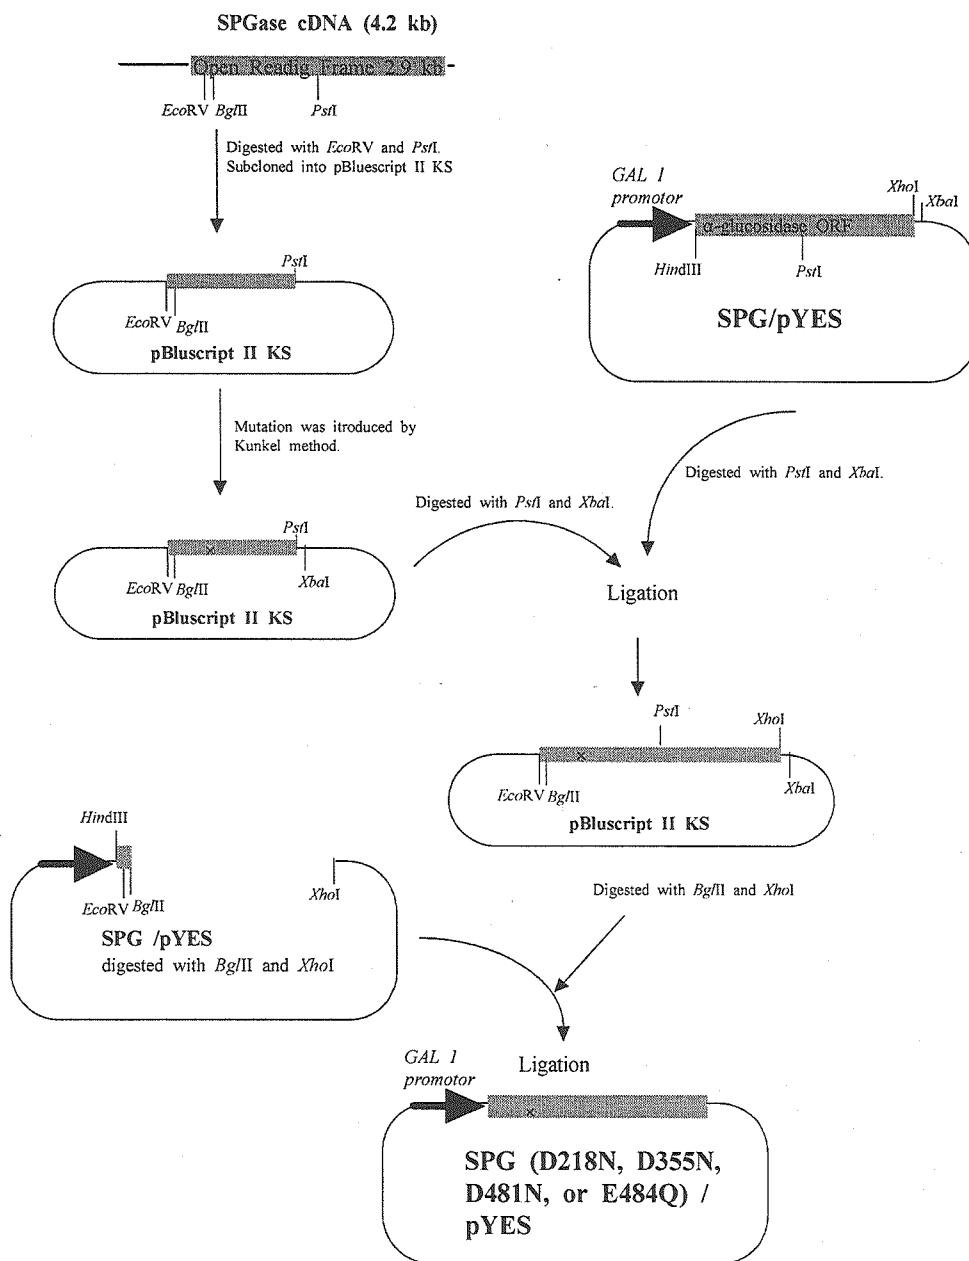 SPGase cDNA (4.2 kb)
Open Readig Frame 2.9 kb
EcoRV BglII
PstI
Digested with EcoRV and PstI.
Subcloned into pBluescript II KS
GAL 1
promotor
XhoI
XbaI
α-glucosidase ORF
HindIII
PstI
SPG/pYES
PstI
EcoRV BglII
pBluscript II KS
Mutation was itroduced by
Kunkel method.
Digested with PstI and XbaI.
Digested with PstI and XbaI.
PstI
x
EcoRV BglII
XbaI
pBluscript II KS
Ligation
PstI
XhoI
x
EcoRV BglII
XbaI
pBluscript II KS
HindIII
EcoRV BglII
XhoI
SPG /pYES
digested with BglII and XhoI
Digested with BglII and XhoI
Ligation
GAL 1
promotor
x
SPG (D218N, D355N,
D481N, or E484Q) /
pYES